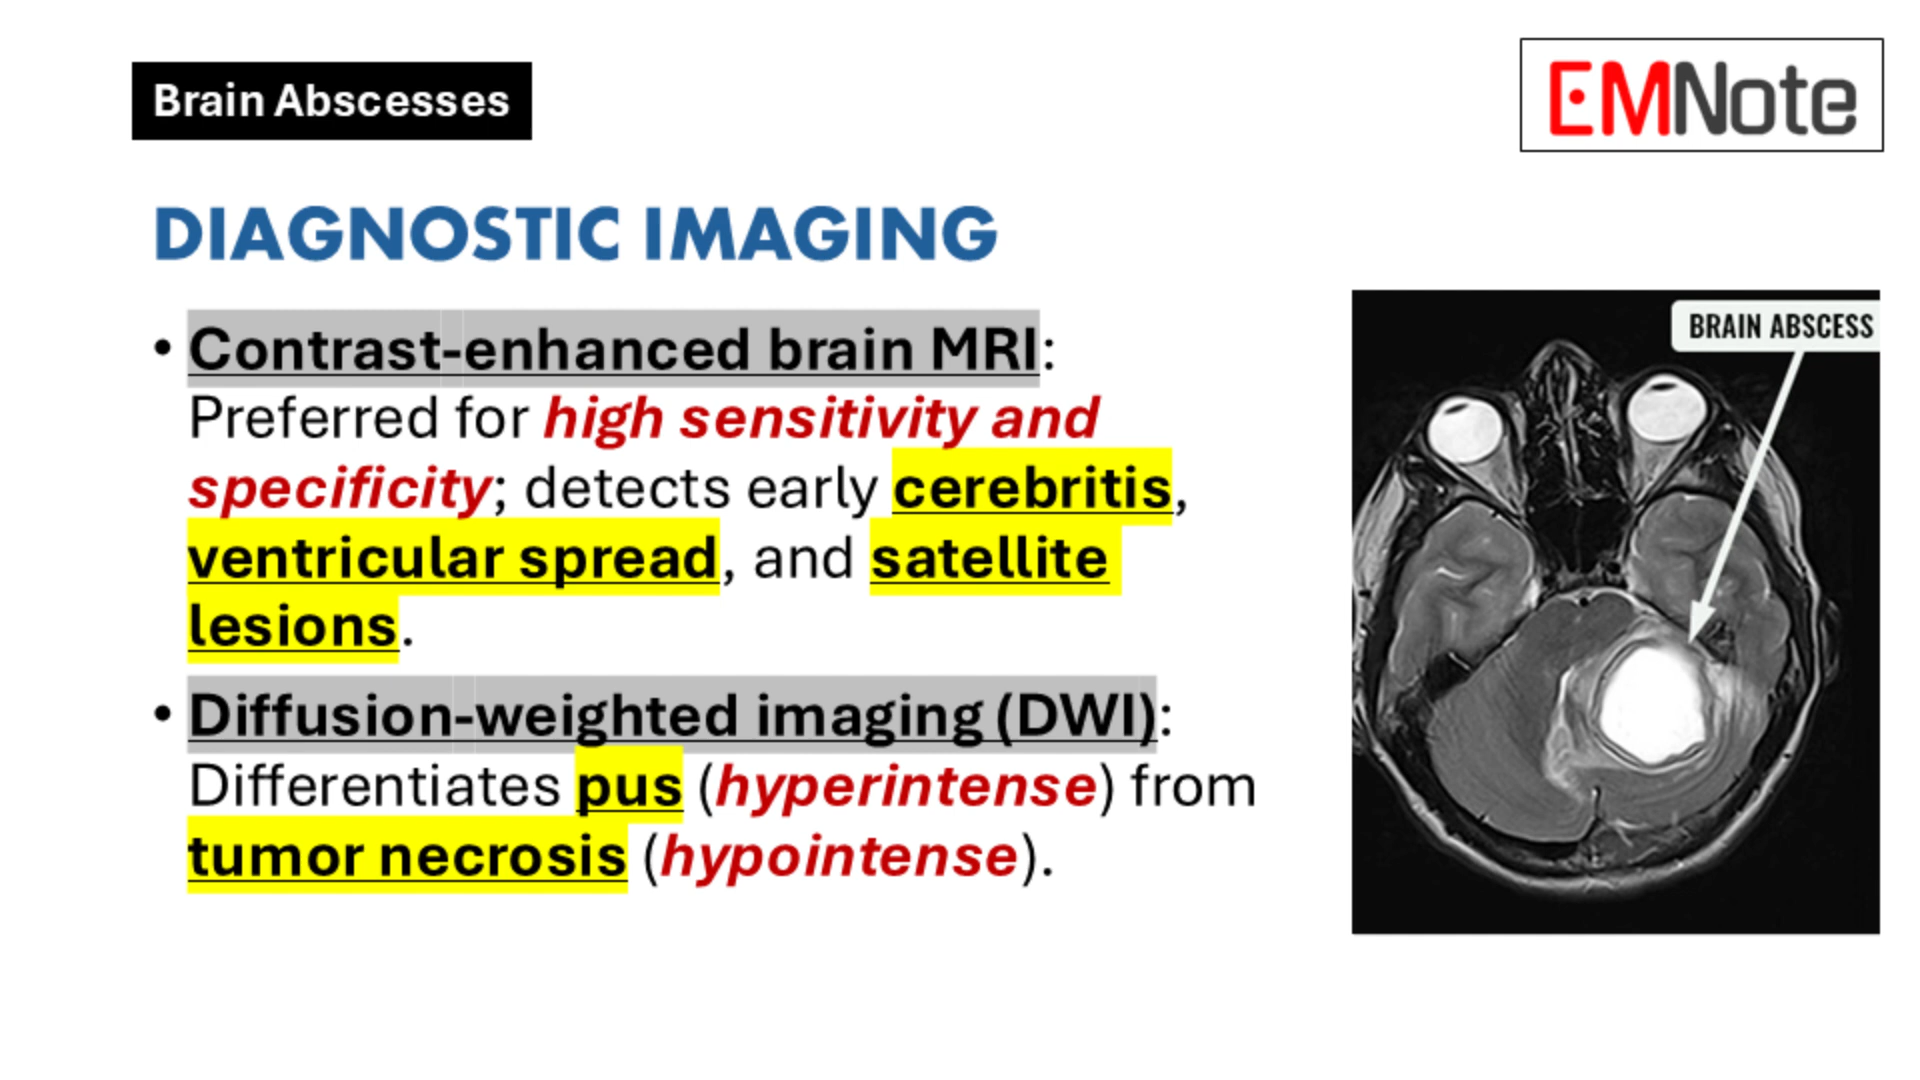 Brain Abscesses
EMNote
DIAGNOSTIC IMAGING
• Contrast-enhanced brain MRI:
Preferred for high sensitivity and
specificity; detects early cerebritis,
ventricular spread, and satellite
lesions.
• Diffusion-weighted imaging (DWI):
Differentiates pus (hyperintense) from
tumor necrosis (hypointense).
BRAIN ABSCESS